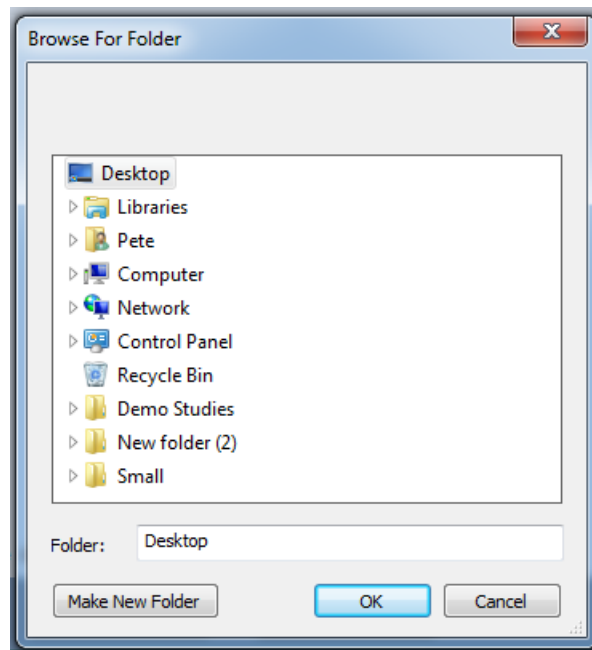 Browse For Folder
Desktop
Libraries
Pete
Computer
Network
Control Panel
Recycle Bin
Demo Studies
New folder (2)
Small
Folder: Desktop
Make New Folder OK Cancel